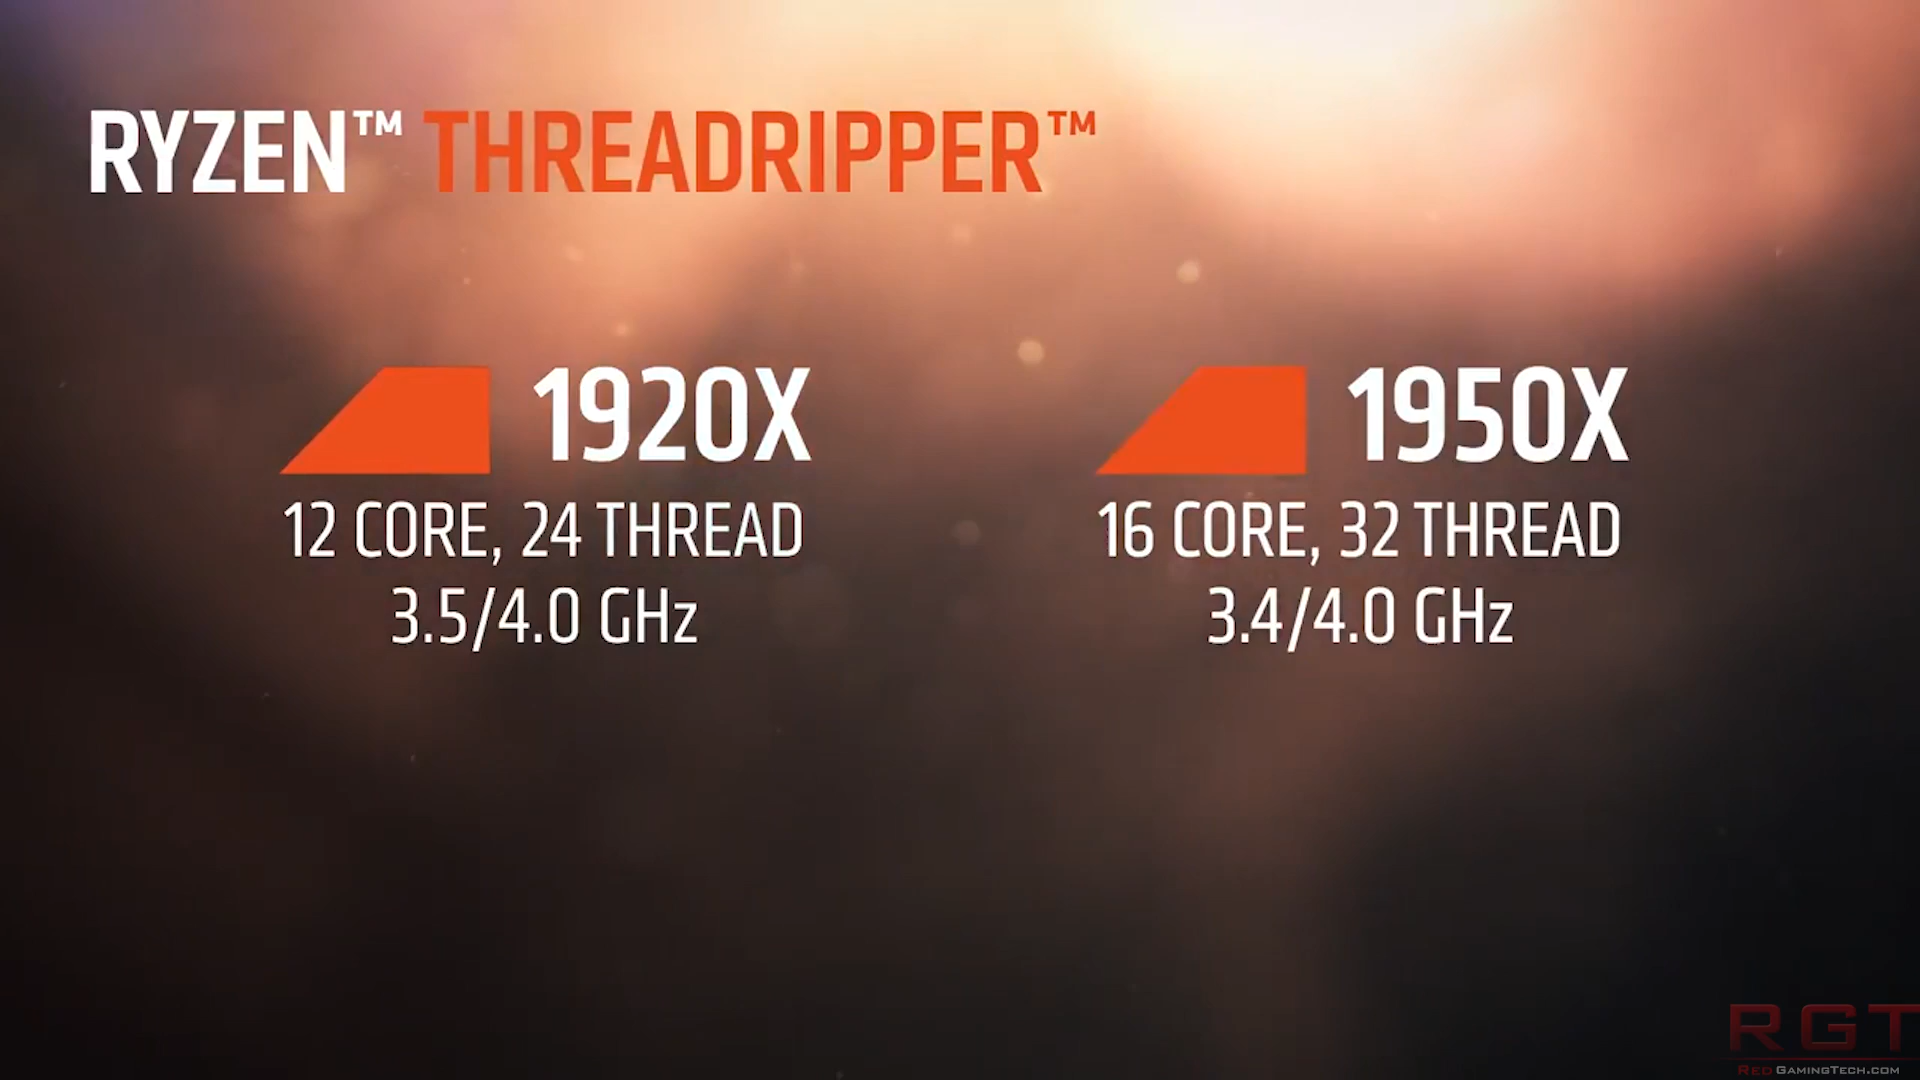 RYZEN™ THREADRIPPER™
1920X
12 CORE, 24 THREAD
3.5/4.0 GHz
1950X
16 CORE, 32 THREAD
3.4/4.0 GHz
RGT
REDGAMINGTECH.COM